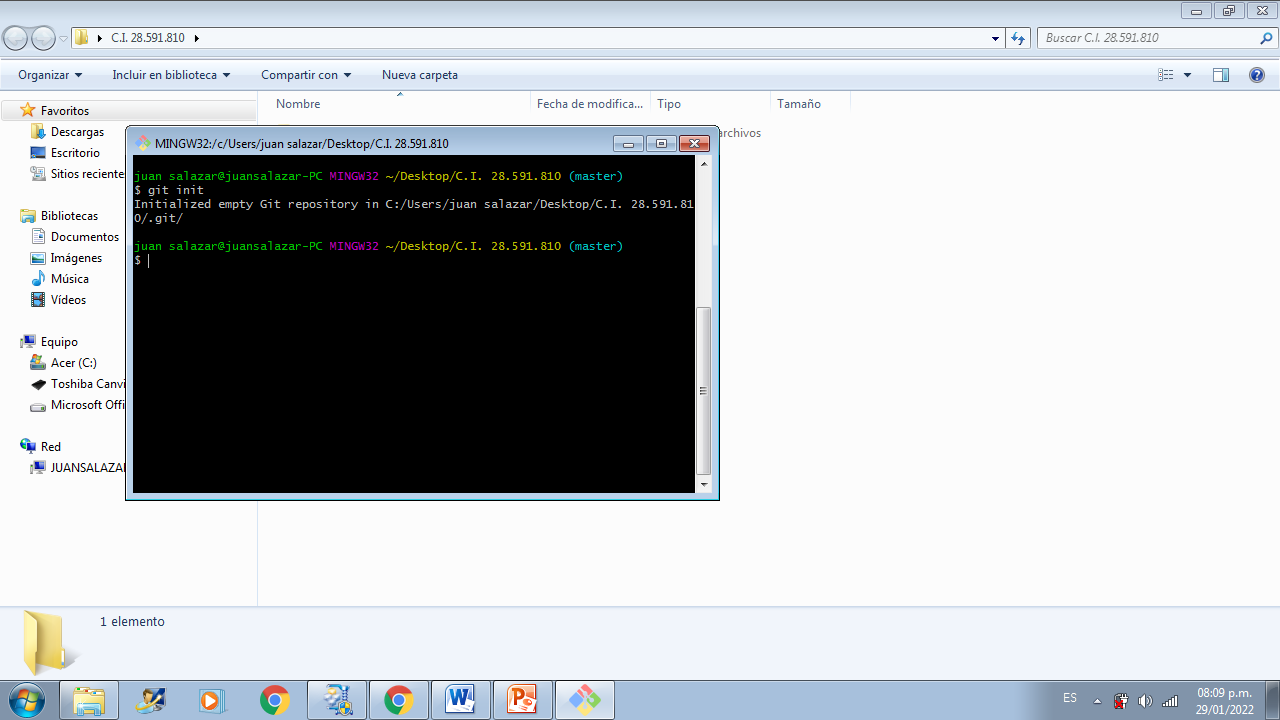 C.I. 28.591.810
Buscar C.I. 28.591.810
Organizar
Incluir en biblioteca
Compartir con
Nueva carpeta
Nombre
Fecha de modifica...
Tipo
Tamaño
archivos
Favoritos
Descargas
Escritorio
Sitios reciente
Bibliotecas
Documentos
Imágenes
Música
Vídeos
Equipo
Acer (C:)
Toshiba Canvi
Microsoft Offi
Red
JUANSALAZAR
MINGW32:/c/Users/juan salazar/Desktop/C.I. 28.591.810
juan salazar@juansalazar-PC MINGW32 ~/Desktop/C.I. 28.591.810 (master)
$ git init
Initialized empty Git repository in C:/Users/juan salazar/Desktop/C.I. 28.591.81
0/.git/
juan salazar@juansalazar-PC MINGW32 ~/Desktop/C.I. 28.591.810 (master)
$
1 elemento
ES
08:09 p.m.
29/01/2022